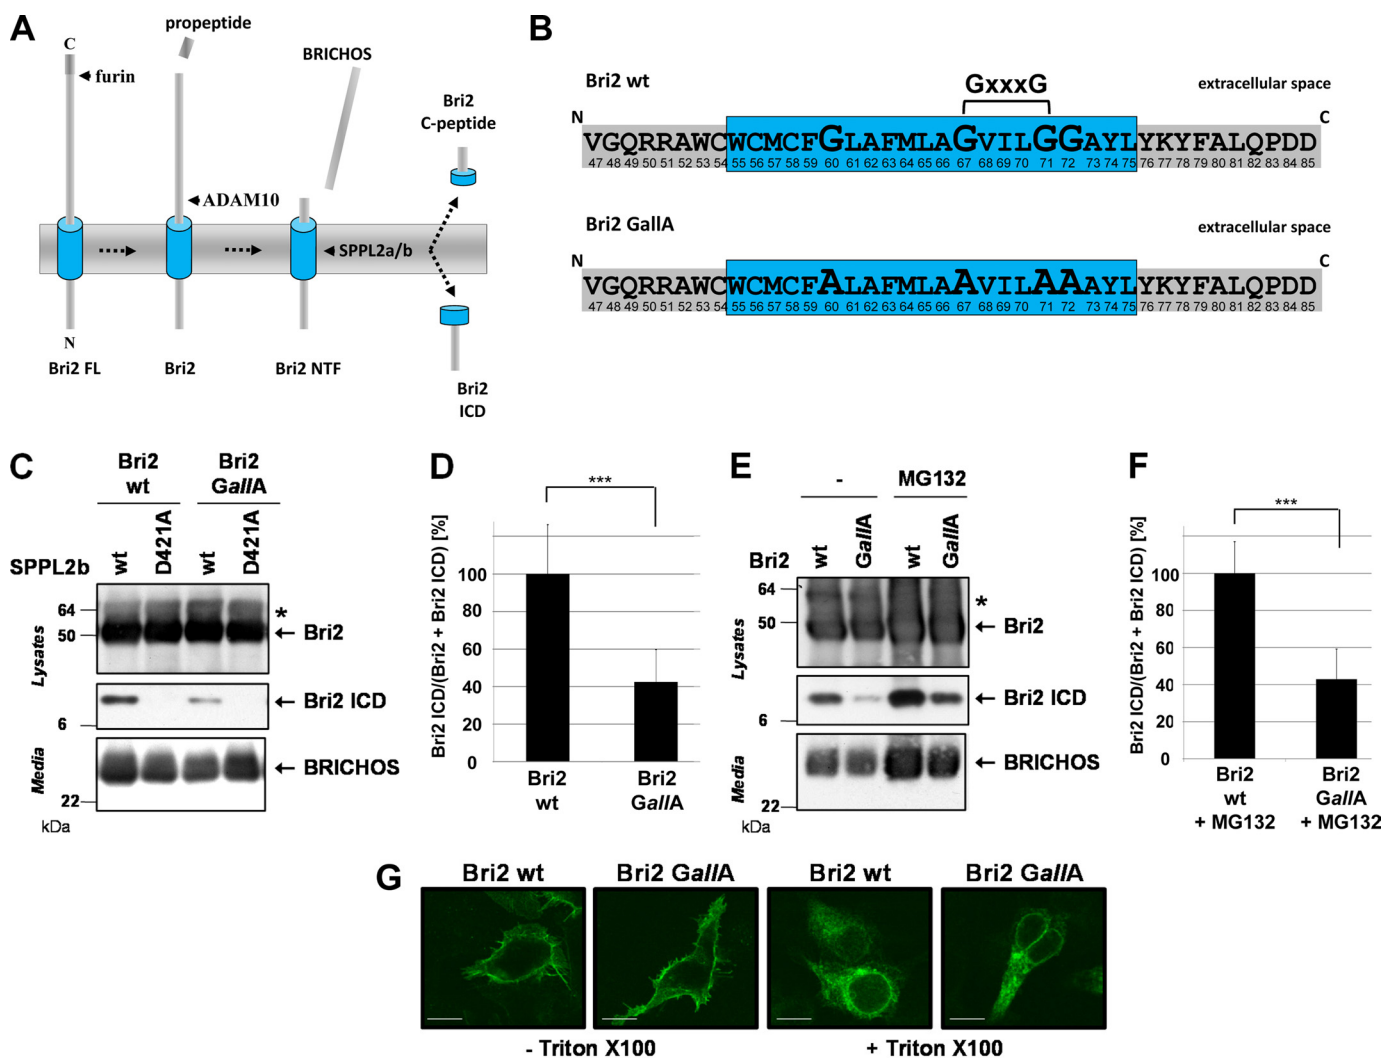 A
propeptide
C
furin
BRICHOS
Bri2
C-peptide
ADAM10
SPPL2a/b
N
Bri2 FL
Bri2
Bri2 NTF
Bri2
ICD
B
Bri2 wt
GxxxG
extracellular space
N
C
VGQRRAWCWCMCFGLAFMLAGVILGGAYLYKYFALQPDD
47 48 49 50 51 52 53 54 55 56 57 58 59 60 61 62 63 64 65 66 67 68 69 70 71 72 73 74 75 76 77 78 79 80 81 82 83 84 85
Bri2 GallA
extracellular space
N
C
VGQRRAWCWCMCFALAFMLAAVILAAAYLYKYFALQPDD
47 48 49 50 51 52 53 54 55 56 57 58 59 60 61 62 63 64 65 66 67 68 69 70 71 72 73 74 75 76 77 78 79 80 81 82 83 84 85
C
Bri2 wt
Bri2 GallA
SPPL2b
wt
D421A
wt
D421A
Lysates
64
50
*
Bri2
6
Bri2 ICD
Media
22
BRICHOS
kDa
D
***
Bri2 ICD/(Bri2 + Bri2 ICD) [%]
100
80
60
40
20
0
Bri2 wt
Bri2 GallA
E
-
MG132
Bri2
wt
GallA
wt
GallA
Lysates
64
50
*
Bri2
6
Bri2 ICD
Media
22
BRICHOS
kDa
F
***
Bri2 ICD/(Bri2 + Bri2 ICD) [%]
100
80
60
40
20
0
Bri2 wt + MG132
Bri2 GallA + MG132
G
Bri2 wt
Bri2 GallA
Bri2 wt
Bri2 GallA
- Triton X100
+ Triton X100